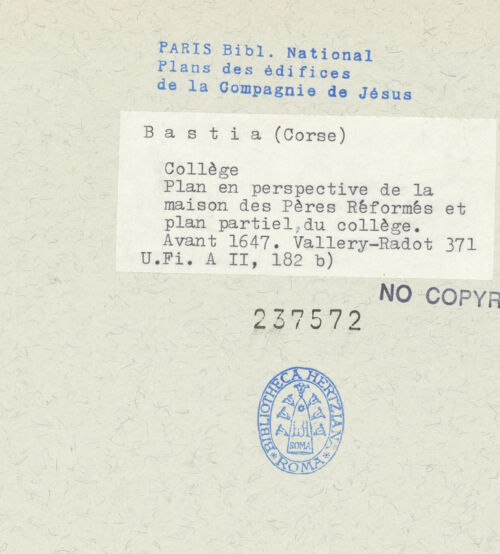 PARIS Bibl. National
Plans des édifices
de la Compagnie de Jésus
B a s t i a (Corse)
Collège
Plan en perspective de la
maison des Pères Réformés et
plan partiel du collège.
Avant 1647. Vallery-Radot 371
U.Fi. A II, 182 b)
NO COPYR
237572
BIBLIOTHECA HERTZIANA
ROMA
* ROMA *